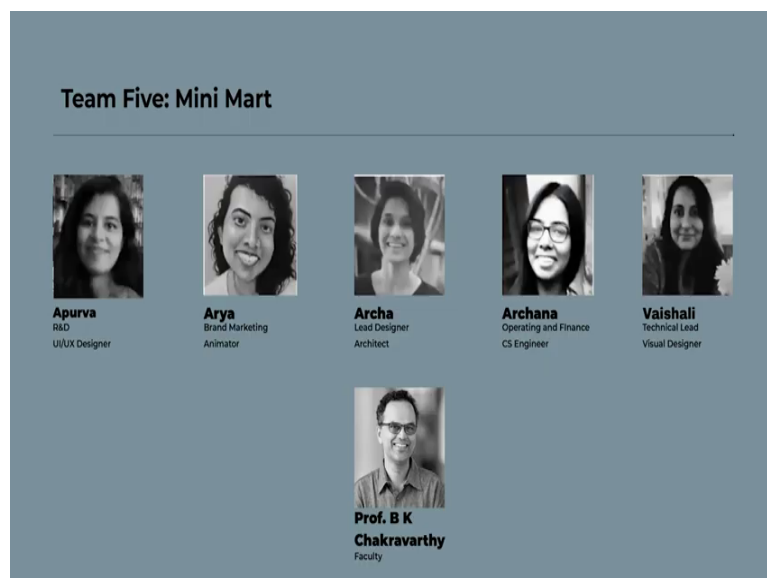 Team Five: Mini Mart
Apurva
R&D
UI/UX Designer
Arya
Brand Marketing
Animator
Archa
Lead Designer
Architect
Archana
Operating and Finance
CS Engineer
Vaishali
Technical Lead
Visual Designer
Prof. B K
Chakravarthy
Faculty